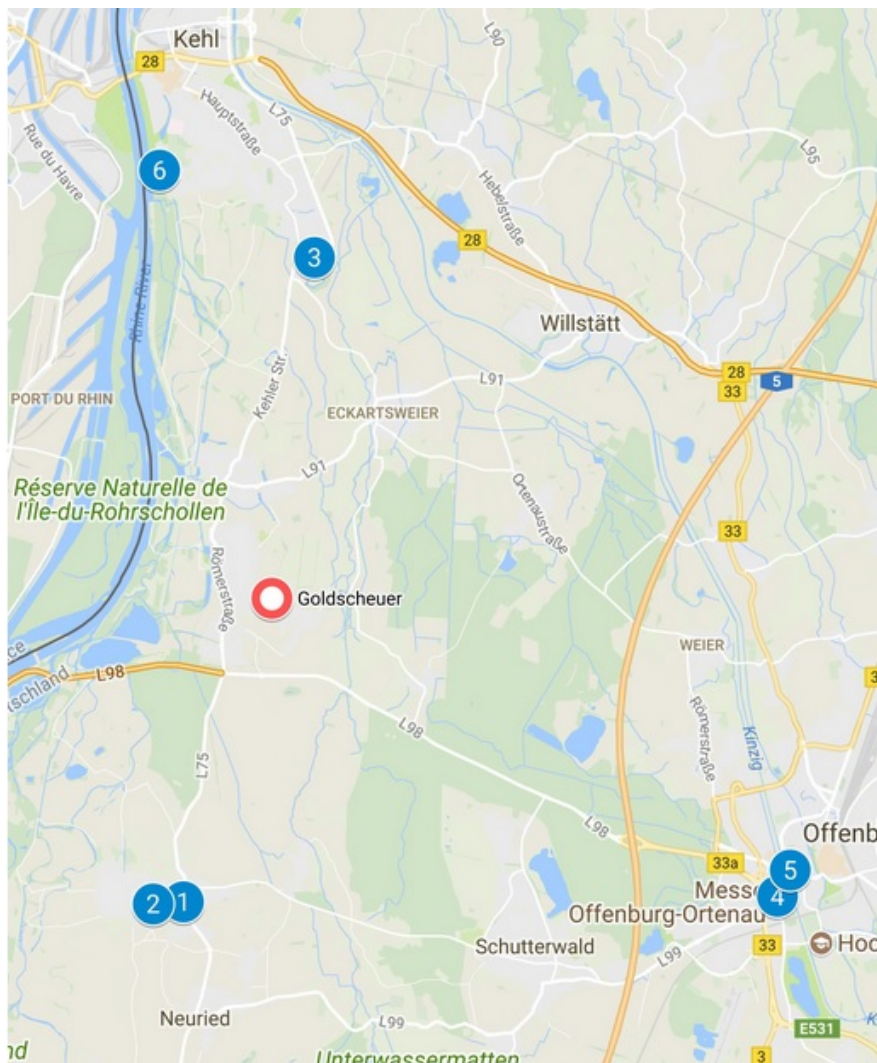 Kehl
28
L90
Hauptstraße
L75
L95
Rue du Havre
6
Hebelstraße
28
3
Rhine River
Willstätt
Kehler Str.
L91
28
5
33
PORT DU RHIN
ECKARTSWEIER
L91
Réserve Naturelle de
l'Île-du-Rohrschollen
Ortenaustraße
33
Römerstraße
Goldscheuer
WEIER
L98
tschland
3
Römerstraße
Kinzig
L98
L75
L98
Offenb
33a
5
Messe
4
2
1
Offenburg-Ortenau
Schutterwald
33
Hoc
L99
Neuried
L99
E531
3
Unterwassermatten